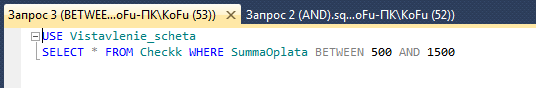 Запрос 3 (BETWEE...oFu-ПК\KoFu (53)) Запрос 2 (AND).sq...oFu-ПК\KoFu (52))
USE Vistavlenie_scheta
SELECT * FROM Checkk WHERE SummaOplata BETWEEN 500 AND 1500